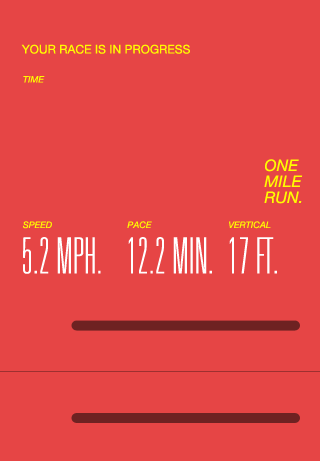 YOUR RACE IS IN PROGRESS
TIME
ONE
MILE
RUN.
SPEED PACE VERTICAL
5.2 MPH. 12.2 MIN. 17 FT.